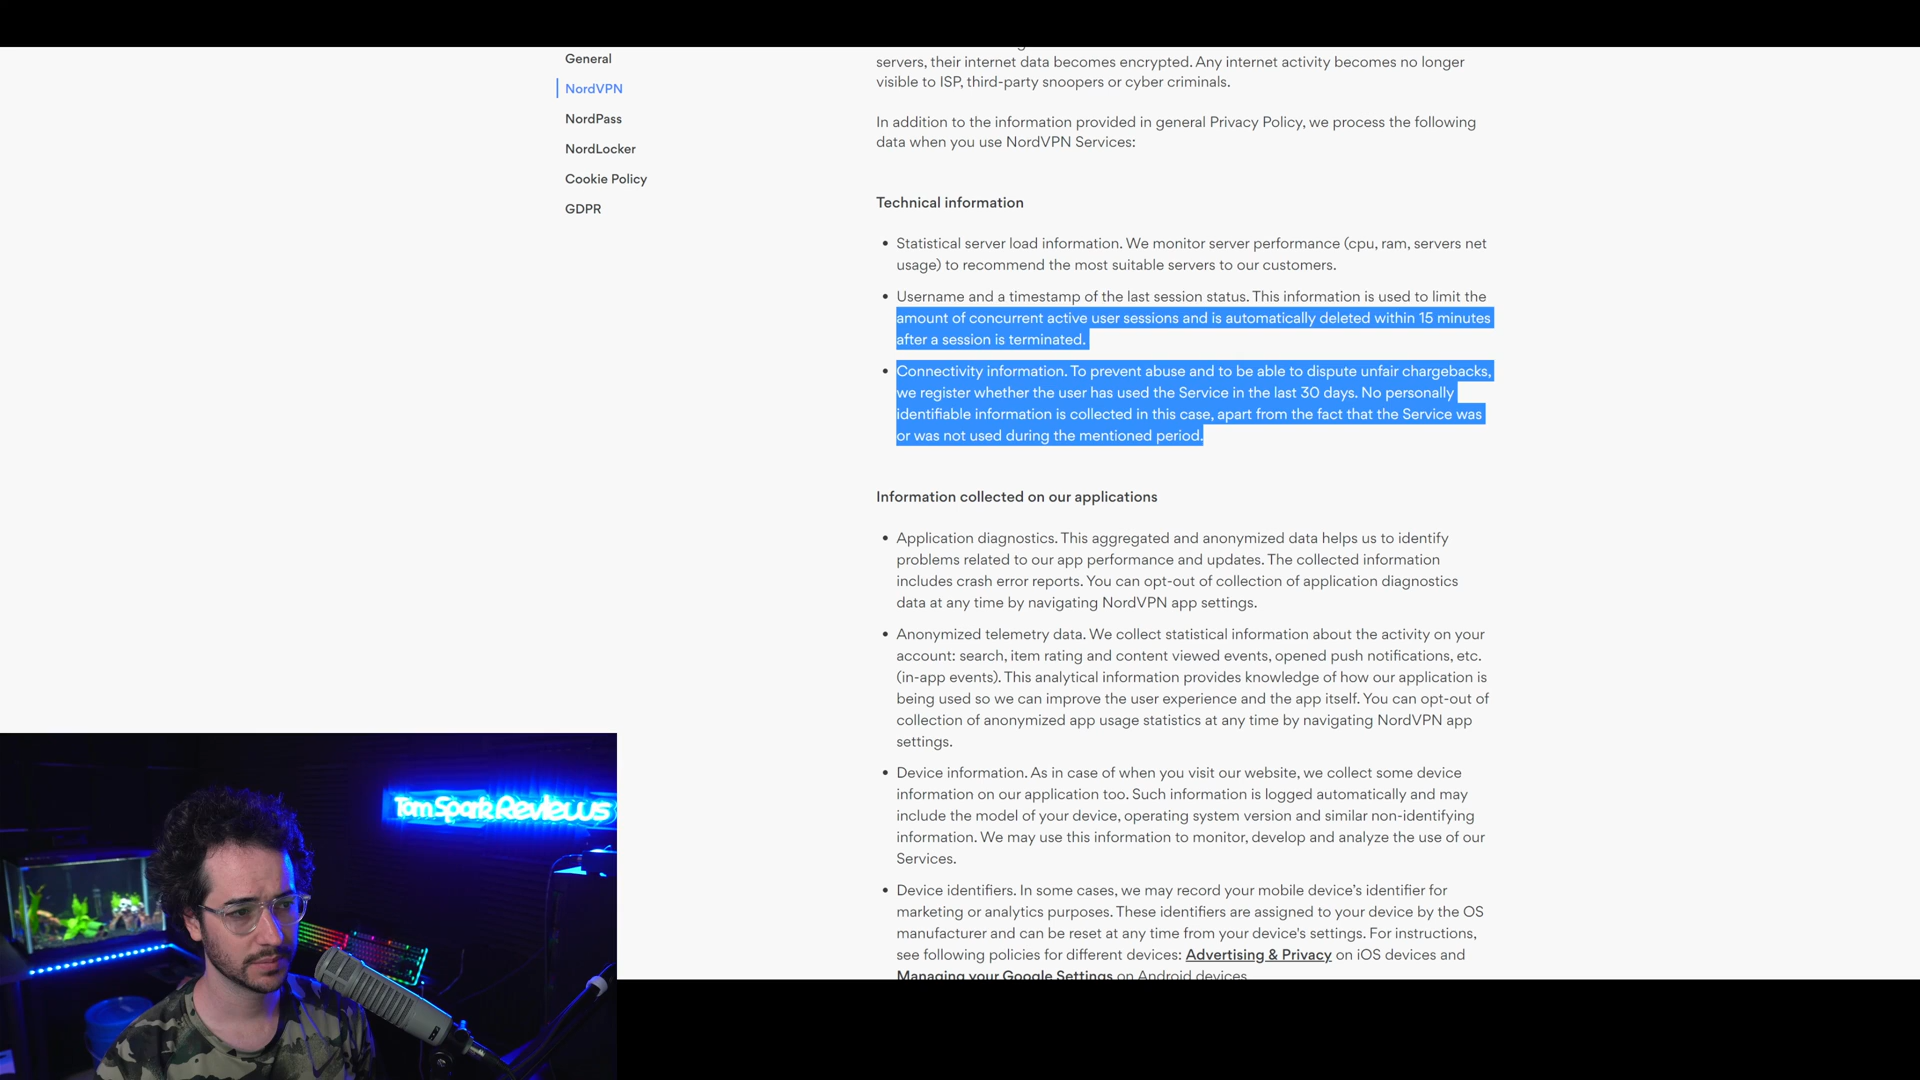 General
NordVPN
NordPass
NordLocker
Cookie Policy
GDPR
servers, their internet data becomes encrypted. Any internet activity becomes no longer
visible to ISP, third-party snoopers or cyber criminals.
In addition to the information provided in general Privacy Policy, we process the following
data when you use NordVPN Services:
Technical information
• Statistical server load information. We monitor server performance (cpu, ram, servers net
usage) to recommend the most suitable servers to our customers.
• Username and a timestamp of the last session status. This information is used to limit the
amount of concurrent active user sessions and is automatically deleted within 15 minutes
after a session is terminated.
• Connectivity information. To prevent abuse and to be able to dispute unfair chargebacks,
we register whether the user has used the Service in the last 30 days. No personally
identifiable information is collected in this case, apart from the fact that the Service was
or was not used during the mentioned period.
Information collected on our applications
• Application diagnostics. This aggregated and anonymized data helps us to identify
problems related to our app performance and updates. The collected information
includes crash error reports. You can opt-out of collection of application diagnostics
data at any time by navigating NordVPN app settings.
• Anonymized telemetry data. We collect statistical information about the activity on your
account: search, item rating and content viewed events, opened push notifications, etc.
(in-app events). This analytical information provides knowledge of how our application is
being used so we can improve the user experience and the app itself. You can opt-out of
collection of anonymized app usage statistics at any time by navigating NordVPN app
settings.
• Device information. As in case of when you visit our website, we collect some device
information on our application too. Such information is logged automatically and may
include the model of your device, operating system version and similar non-identifying
information. We may use this information to monitor, develop and analyze the use of our
Services.
• Device identifiers. In some cases, we may record your mobile device's identifier for
marketing or analytics purposes. These identifiers are assigned to your device by the OS
manufacturer and can be reset at any time from your device's settings. For instructions,
see following policies for different devices: Advertising & Privacy on iOS devices and
Managing your Google Settings on Android devices.
Tom Spark Reviews